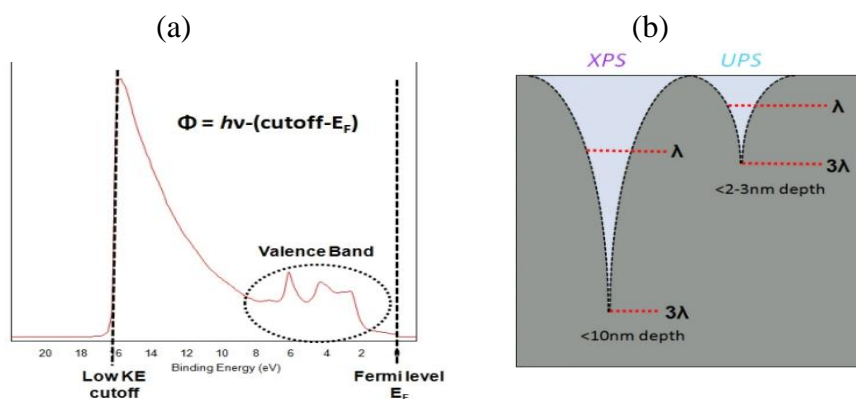 (a)
(b)
Φ = hν-(cutoff-E_F)
Valence Band
20 18 16 14 12 10 8 6 4 2 0
Binding Energy (eV)
Low KE
cutoff
Fermi level
E_F
XPS
UPS
λ
λ
3λ
<2-3nm depth
3λ
<10nm depth